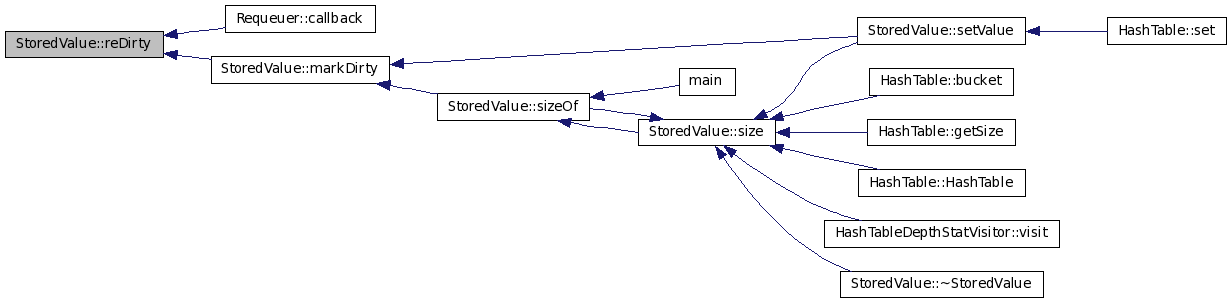 StoredValue::reDirty
Requeuer::callback
StoredValue::markDirty
StoredValue::sizeOf
main
StoredValue::size
StoredValue::setValue
HashTable::set
HashTable::bucket
HashTable::getSize
HashTable::HashTable
HashTableDepthStatVisitor::visit
StoredValue::~StoredValue